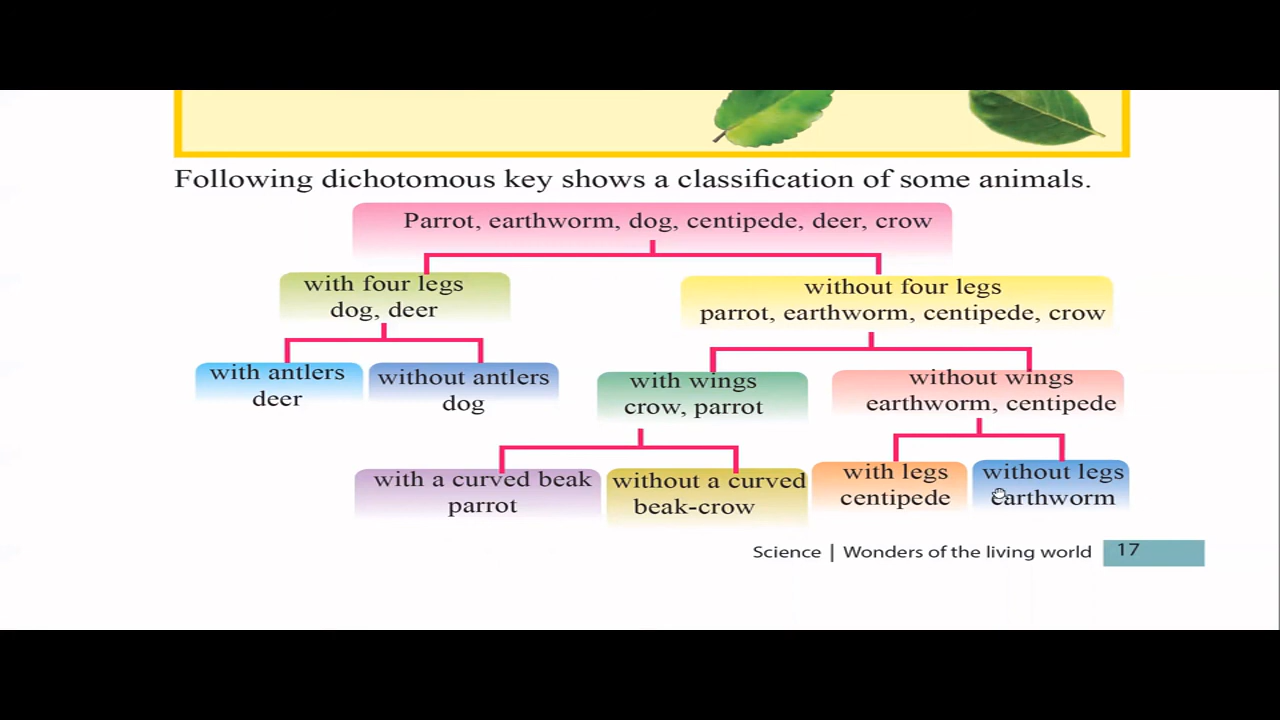 Following dichotomous key shows a classification of some animals.
Parrot, earthworm, dog, centipede, deer, crow
with four legs
dog, deer
without four legs
parrot, earthworm, centipede, crow
with antlers
deer
without antlers
dog
with wings
crow, parrot
without wings
earthworm, centipede
with a curved beak
parrot
without a curved
beak-crow
with legs
centipede
without legs
earthworm
Science | Wonders of the living world 17